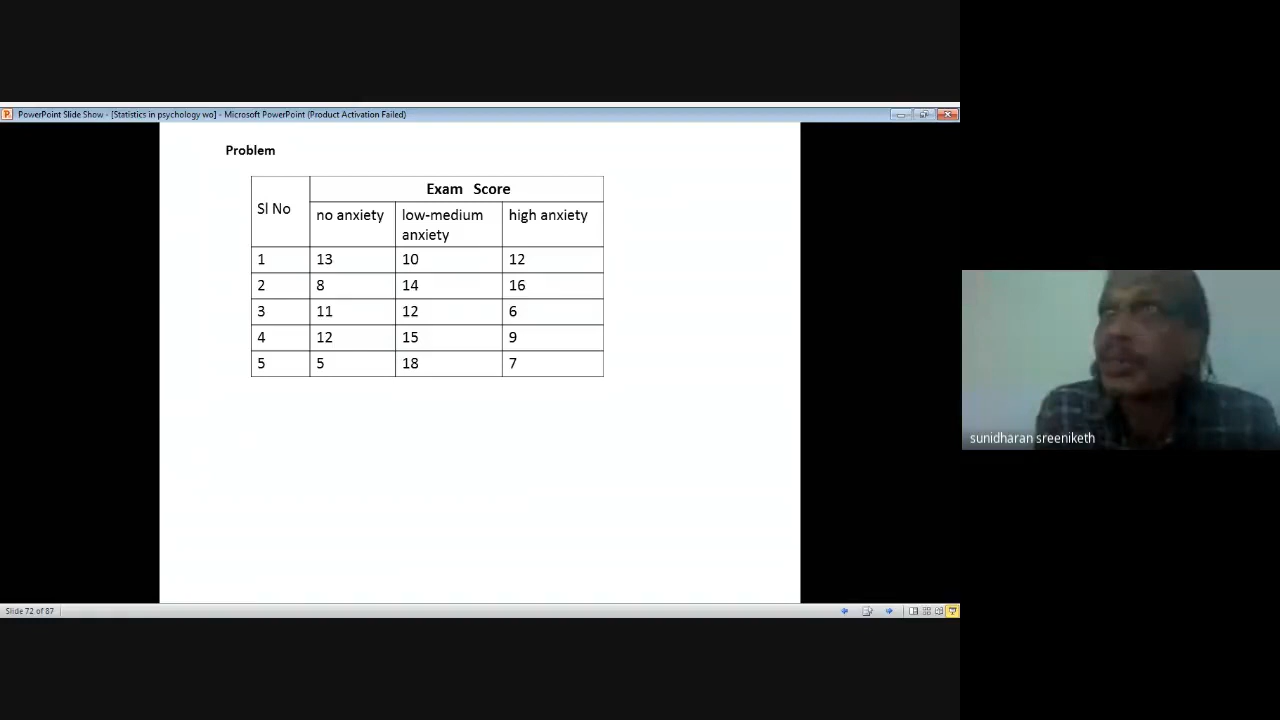 PowerPoint Slide Show - [Statistics in psychology wo] - Microsoft PowerPoint (Product Activation Failed)
Problem
Sl No
Exam Score
no anxiety
low-medium
anxiety
high anxiety
1 13 10 12
2 8 14 16
3 11 12 6
4 12 15 9
5 5 18 7
sunidharan sreeniketh
Slide 72 of 87